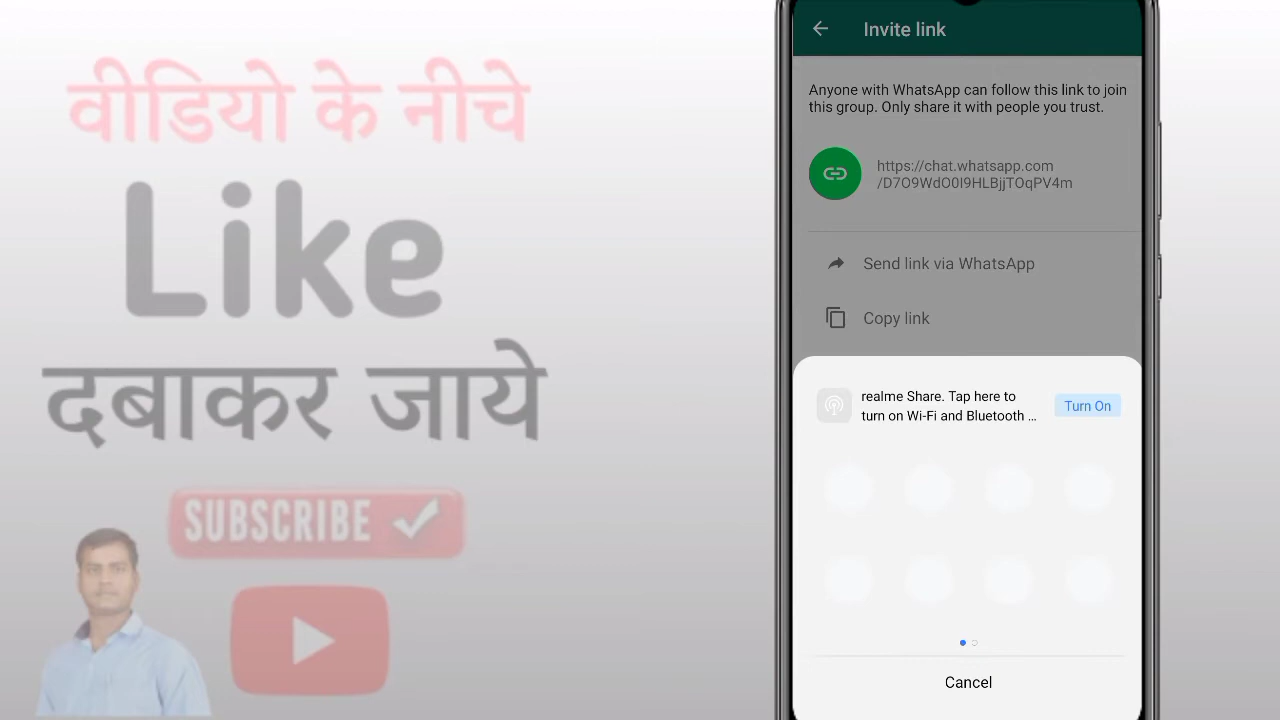 वीडियो के नीचे
Like
दबाकर जाये
SUBSCRIBE
Invite link
Anyone with WhatsApp can follow this link to join
this group. Only share it with people you trust.
https://chat.whatsapp.com
/D7O9WdO0I9HLBjjTOqPV4m
Send link via WhatsApp
Copy link
realme Share. Tap here to
turn on Wi-Fi and Bluetooth ...
Turn On
Cancel